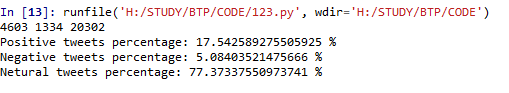 In [13]: runfile('H:/STUDY/BTP/CODE/123.py', wdir='H:/STUDY/BTP/CODE')
4603 1334 20302
Positive tweets percentage: 17.542589275505925 %
Negative tweets percentage: 5.08403521475666 %
Netural tweets percentage: 77.37337550973741 %